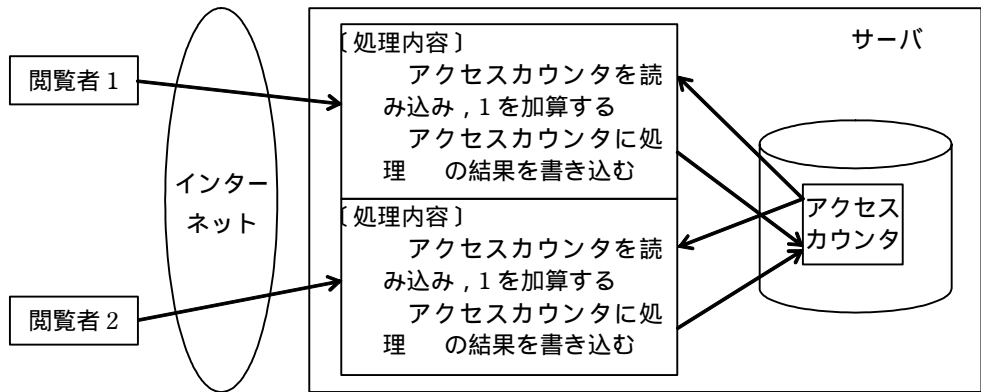 サーバ
〔処理内容〕
アクセスカウンタを読
み込み,1を加算する
アクセスカウンタに処
理　の結果を書き込む
閲覧者1
インター
ネット
アクセス
カウンタ
〔処理内容〕
アクセスカウンタを読
み込み,1を加算する
アクセスカウンタに処
理　の結果を書き込む
閲覧者2